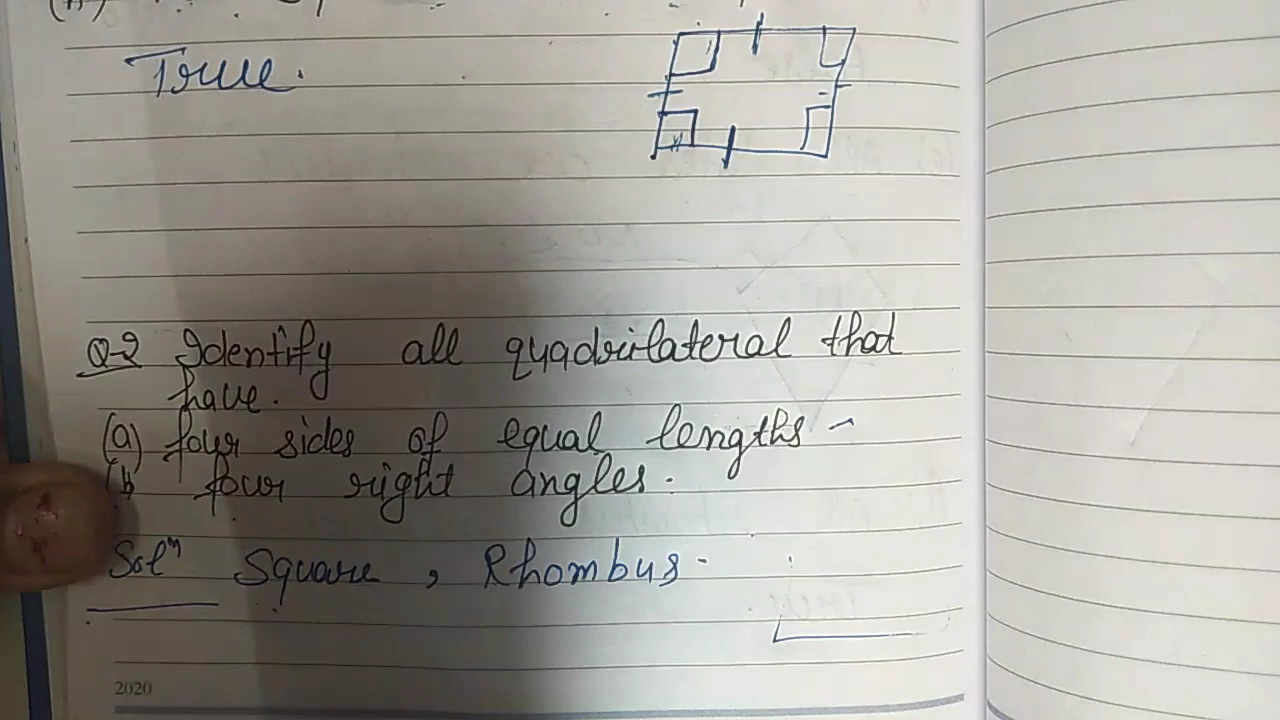 True.
Q-2 Identify all quadrilateral that
have.
(a) four sides of equal lengths -
(b four right angles.
Solⁿ Square, Rhombus.
2020